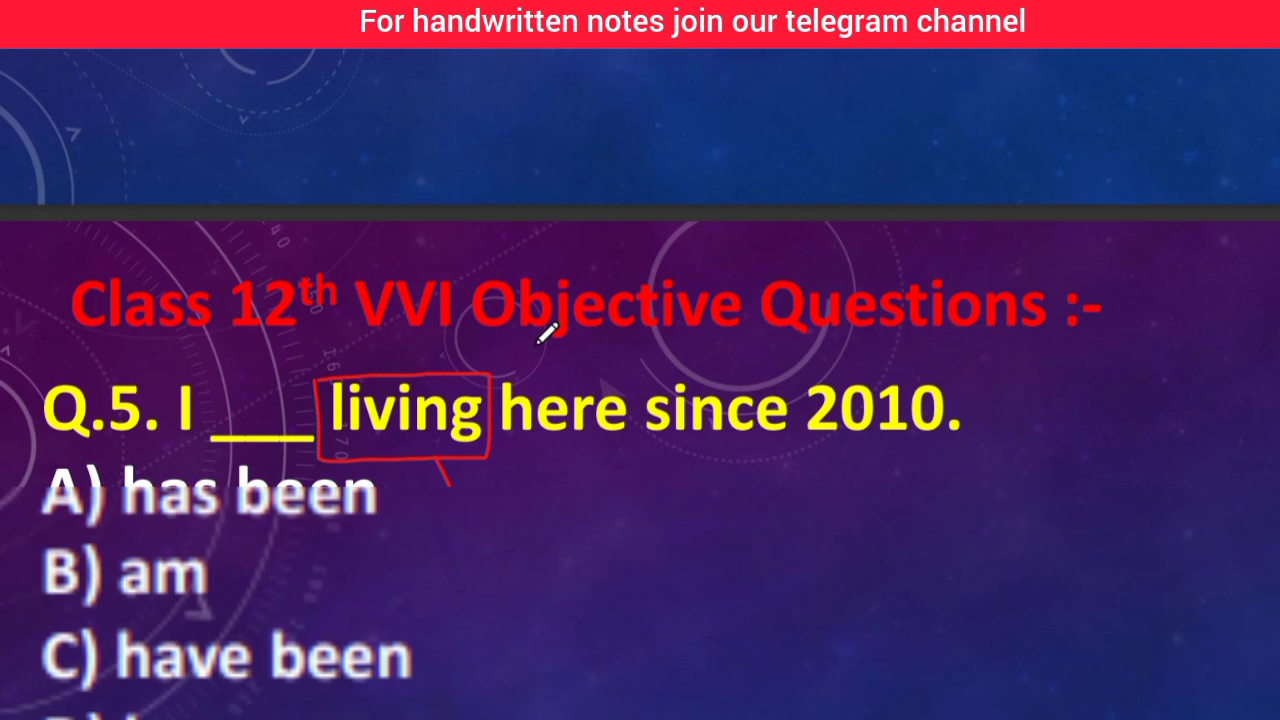 For handwritten notes join our telegram channel
Class 12th VVI Objective Questions :-
Q.5. I ___ living here since 2010.
A) has been
B) am
C) have been